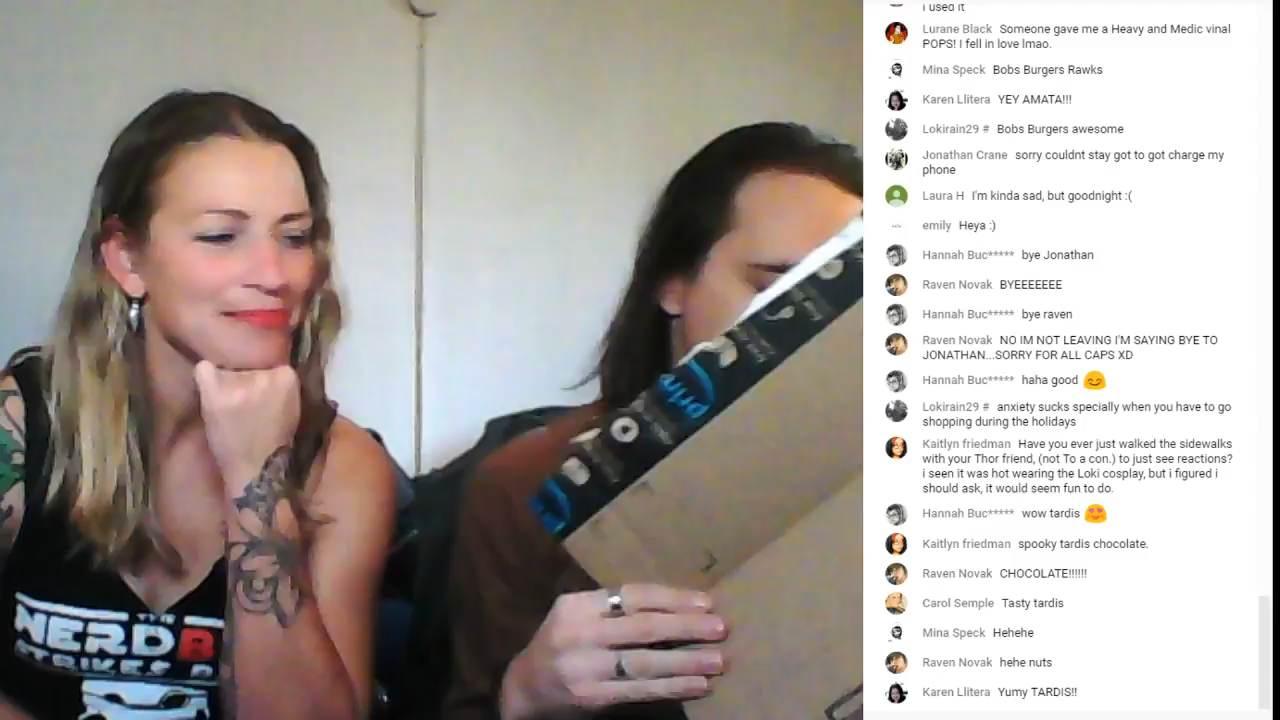 THE
NERD
STRIKES
prime
i used it
Lurane Black Someone gave me a Heavy and Medic vinal
POPS! I fell in love lmao.
Mina Speck Bobs Burgers Rawks
Karen Llitera YEY AMATA!!!
Lokirain29 # Bobs Burgers awesome
Jonathan Crane sorry couldnt stay got to got charge my
phone
Laura H I'm kinda sad, but goodnight :(
emily Heya :)
Hannah Buc***** bye Jonathan
Raven Novak BYEEEEEEE
Hannah Buc***** bye raven
Raven Novak NO IM NOT LEAVING I'M SAYING BYE TO
JONATHAN...SORRY FOR ALL CAPS XD
Hannah Buc***** haha good 😊
Lokirain29 # anxiety sucks specially when you have to go
shopping during the holidays
Kaitlyn friedman Have you ever just walked the sidewalks
with your Thor friend, (not To a con.) to just see reactions?
i seen it was hot wearing the Loki cosplay, but i figured i
should ask, it would seem fun to do.
Hannah Buc***** wow tardis 😍
Kaitlyn friedman spooky tardis chocolate.
Raven Novak CHOCOLATE!!!!!!
Carol Semple Tasty tardis
Mina Speck Hehehe
Raven Novak hehe nuts
Karen Llitera Yumy TARDIS!!